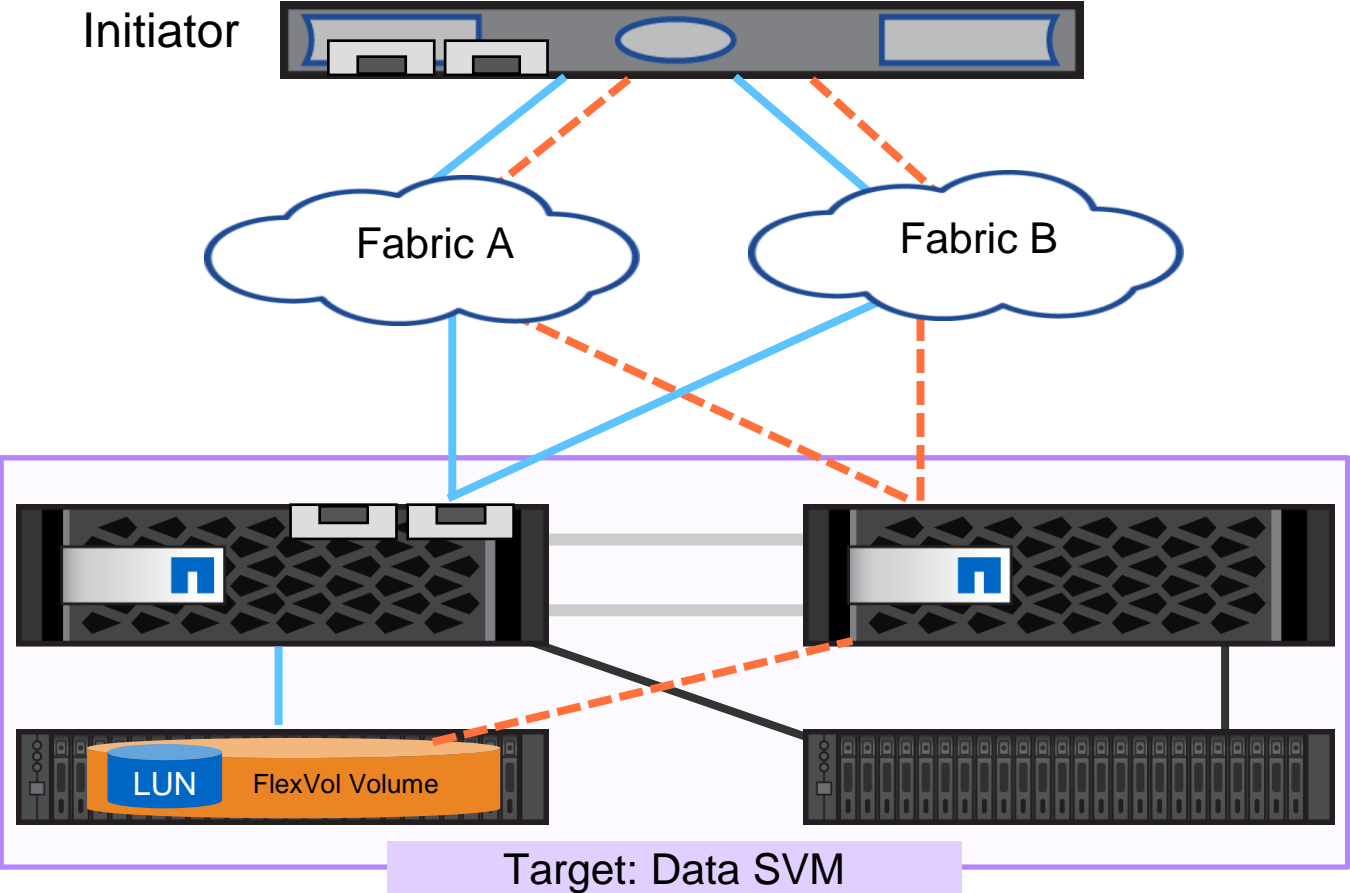 Initiator
Fabric A
Fabric B
LUN
FlexVol Volume
Target: Data SVM